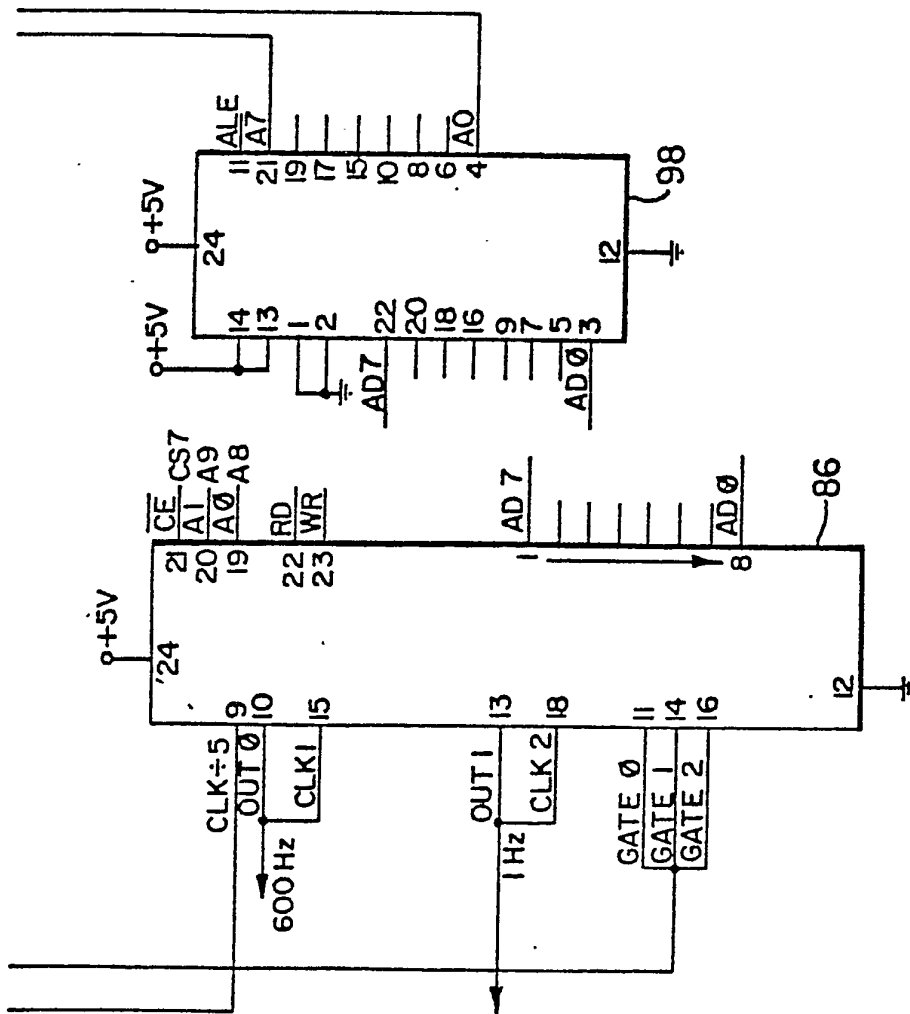 +5V
+5V
24
14
13
1
2
22
20
18
16
9
7
5
3
AD7
ADØ
11
21
19
17
15
10
8
6
4
ALE
A7
A0
12
98
+5V
24
9
10
15
13
18
11
14
16
CLK÷5
OUT Ø
CLK1
600 Hz
OUT 1
CLK 2
1 Hz
GATE Ø
GATE 1
GATE 2
21
20
19
22
23
CE CS7
A1 A9
AØ A8
RD
WR
1
8
AD 7
AD Ø
12
86